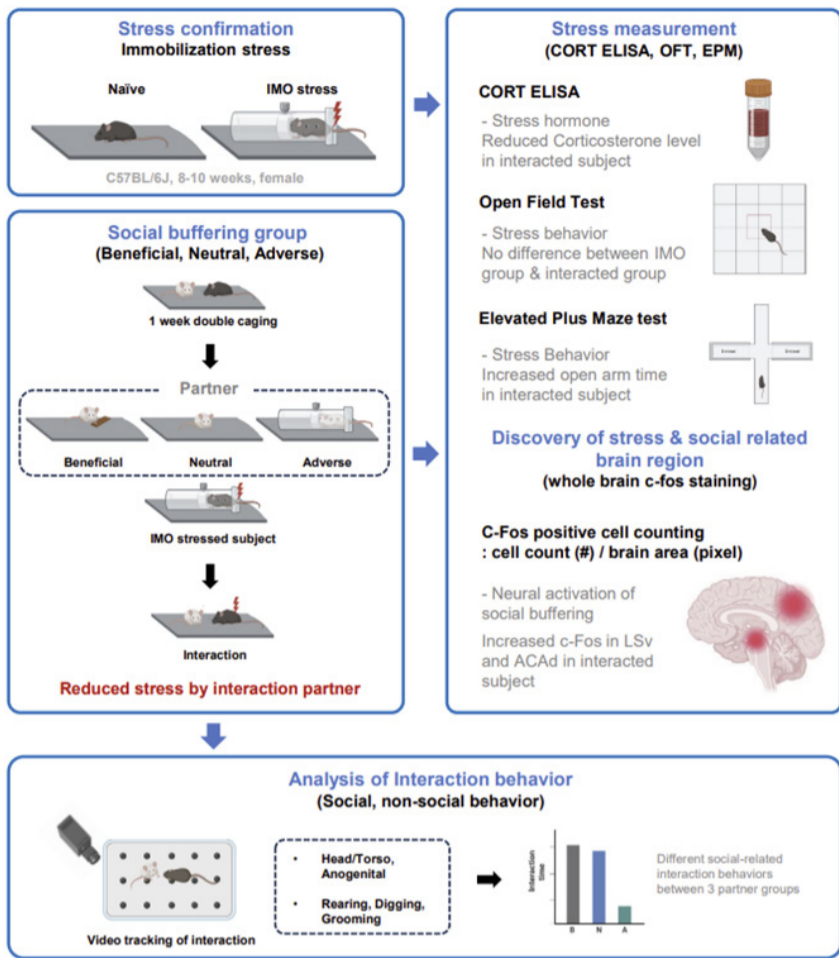 Stress confirmation
Immobilization stress
Naïve
IMO stress
C57BL/6J, 8-10 weeks, female
Social buffering group
(Beneficial, Neutral, Adverse)
1 week double caging
Partner
Beneficial
Neutral
Adverse
IMO stressed subject
Interaction
Reduced stress by interaction partner
Stress measurement
(CORT ELISA, OFT, EPM)
CORT ELISA
- Stress hormone
Reduced Corticosterone level
in interacted subject
Open Field Test
- Stress behavior
No difference between IMO
group & interacted group
Elevated Plus Maze test
- Stress Behavior
Increased open arm time
in interacted subject
Discovery of stress & social related
brain region
(whole brain c-fos staining)
C-Fos positive cell counting
: cell count (#) / brain area (pixel)
- Neural activation of
social buffering
Increased c-Fos in LSv
and ACAd in interacted
subject
Analysis of Interaction behavior
(Social, non-social behavior)
Video tracking of interaction
• Head/Torso,
Anogenital
• Rearing, Digging,
Grooming
Interaction
time
B N A
Different social-related
interaction behaviors
between 3 partner groups